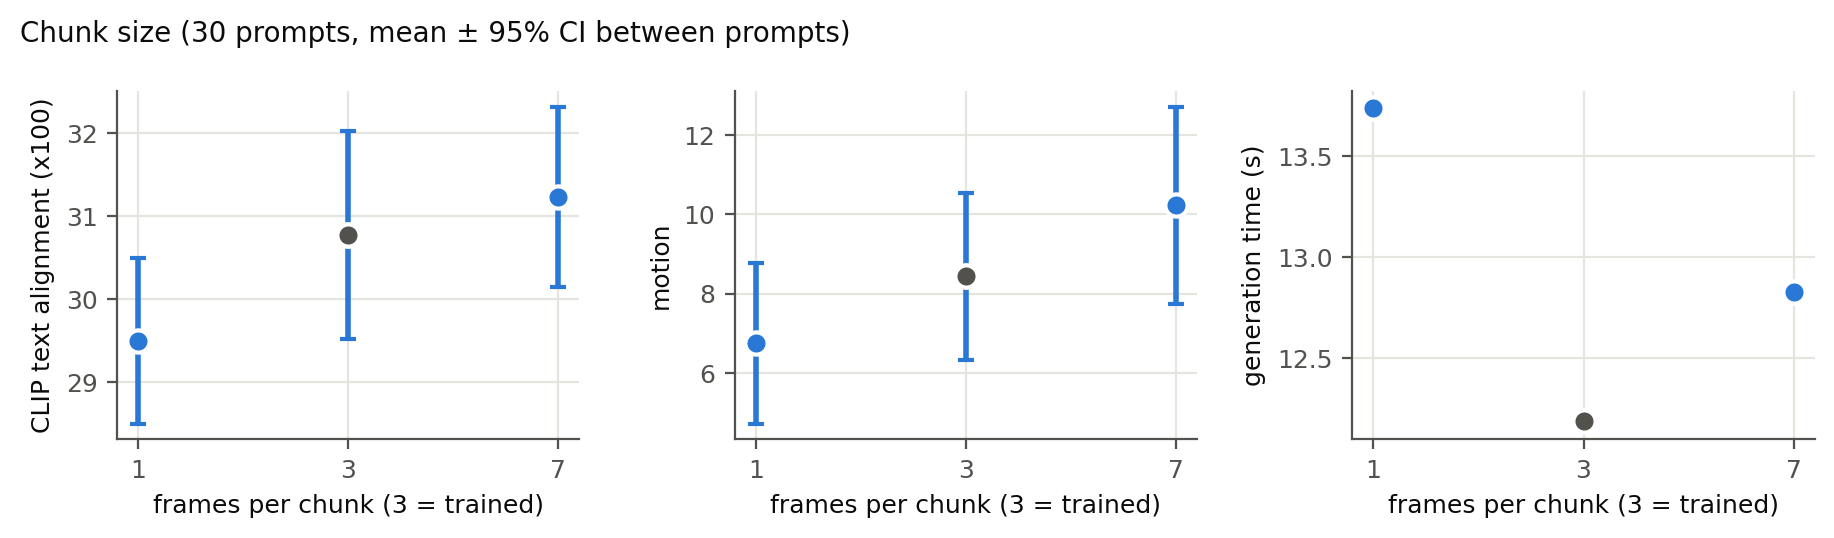 Chunk size (30 prompts, mean ± 95% CI between prompts)
CLIP text alignment (x100)
32
31
30
29
1
3
7
frames per chunk (3 = trained)
motion
12
10
8
6
1
3
7
frames per chunk (3 = trained)
generation time (s)
13.5
13.0
12.5
1
3
7
frames per chunk (3 = trained)